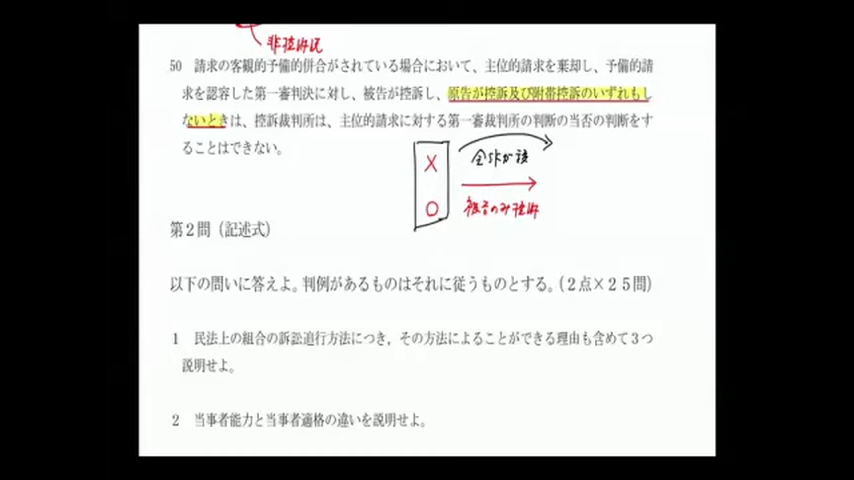 50 請求の客観的予備的併合がされている場合において、主位的請求を棄却し、予備的請
求を認容した第一審判決に対し、被告が控訴し、原告が控訴及び附帯控訴のいずれもし
ないときは、控訴裁判所は、主位的請求に対する第一審裁判所の判断の当否の判断をす
ることはできない。
X
O
被告のみ控訴
第2問（記述式）
以下の問いに答えよ。判例があるものはそれに従うものとする。（2点×25問）
1 民法上の組合の訴訟追行方法につき，その方法によることができる理由も含めて3つ
説明せよ。
2 当事者能力と当事者適格の違いを説明せよ。